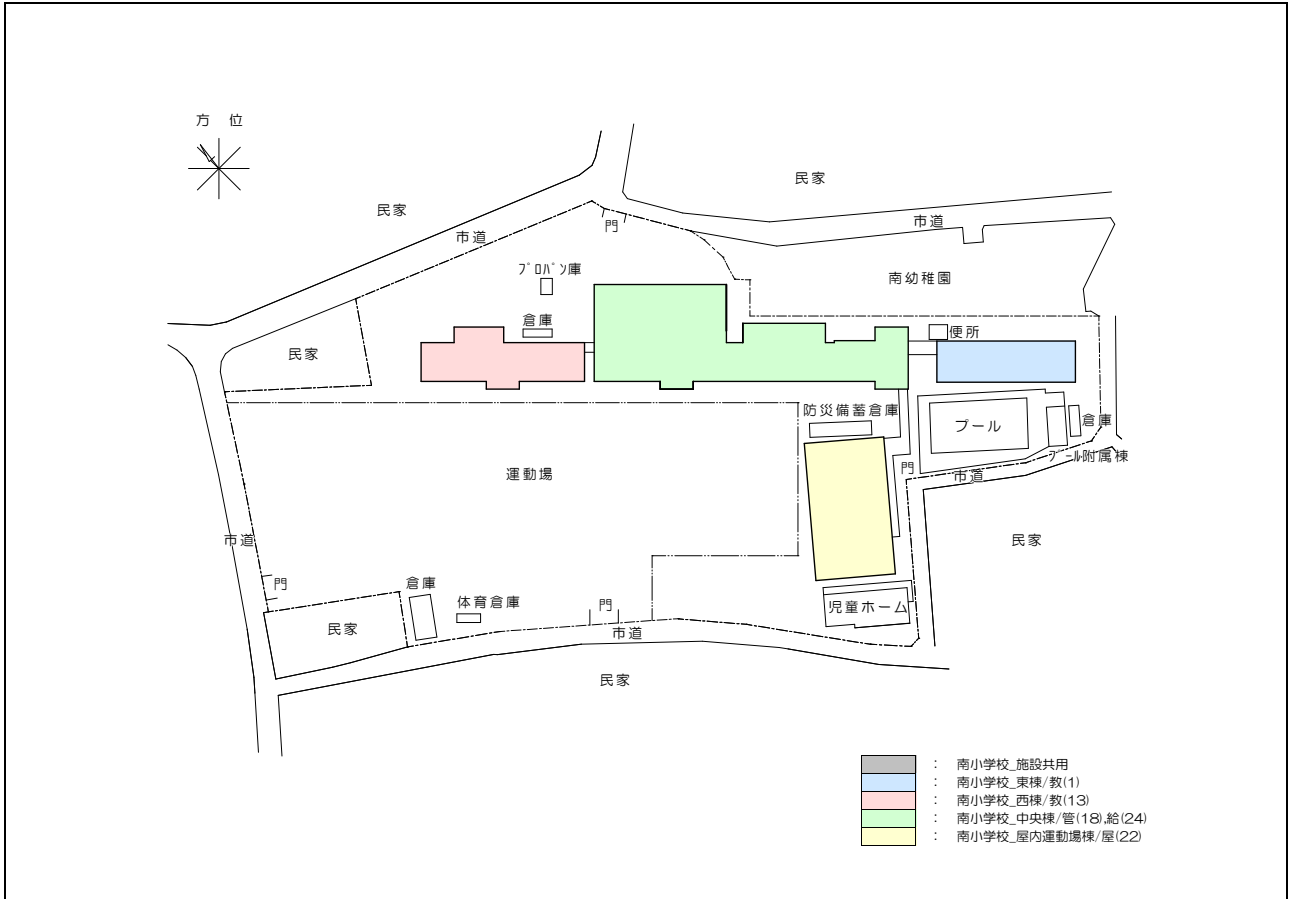 方 位
民家
民家
市道
市道
門
ﾌﾟﾛﾊﾟﾝ庫
南幼稚園
倉庫
便所
民家
防災備蓄倉庫
プール
倉庫
ﾌﾟｰﾙ附属棟
門
市道
運動場
市道
民家
門
倉庫
体育倉庫
門
児童ホーム
民家
市道
民家
： 南小学校_施設共用
： 南小学校_東棟/教(1)
： 南小学校_西棟/教(13)
： 南小学校_中央棟/管(18),給(24)
： 南小学校_屋内運動場棟/屋(22)